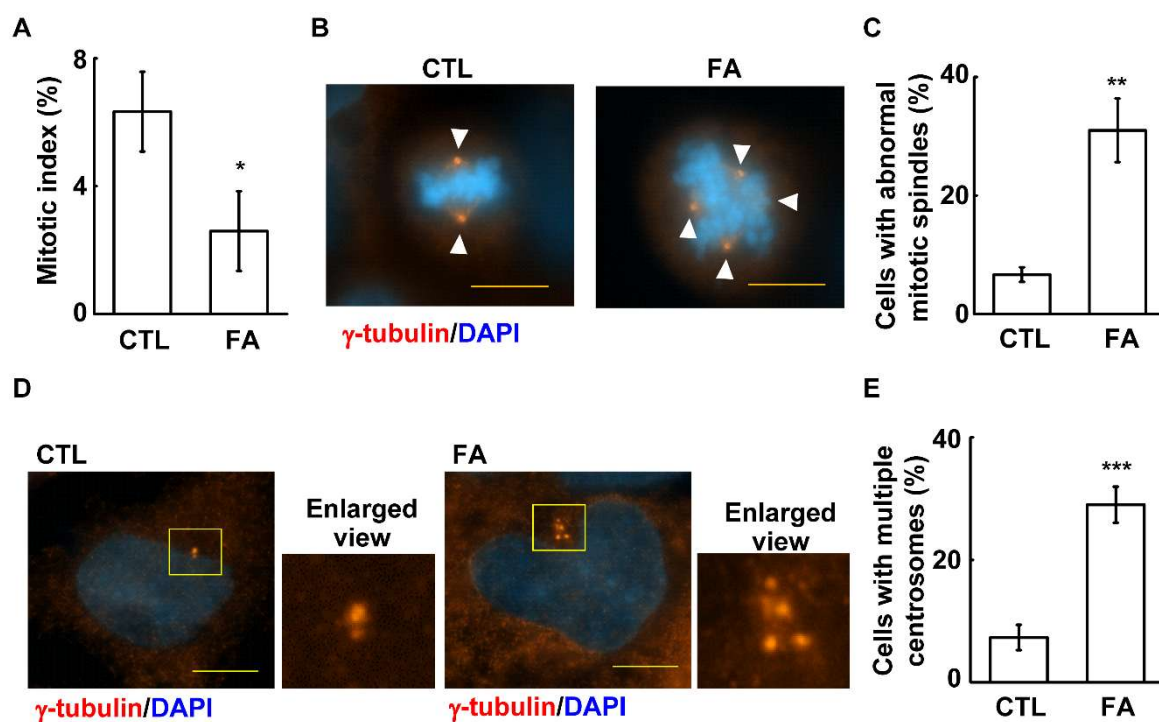 A
Mitotic index (%)
8
4
0
*
CTL
FA
B
CTL
FA
γ-tubulin/DAPI
C
Cells with abnormal
mitotic spindles (%)
40
20
0
**
CTL
FA
D
CTL
Enlarged
view
FA
Enlarged
view
γ-tubulin/DAPI
γ-tubulin/DAPI
E
Cells with multiple
centrosomes (%)
40
20
0
***
CTL
FA